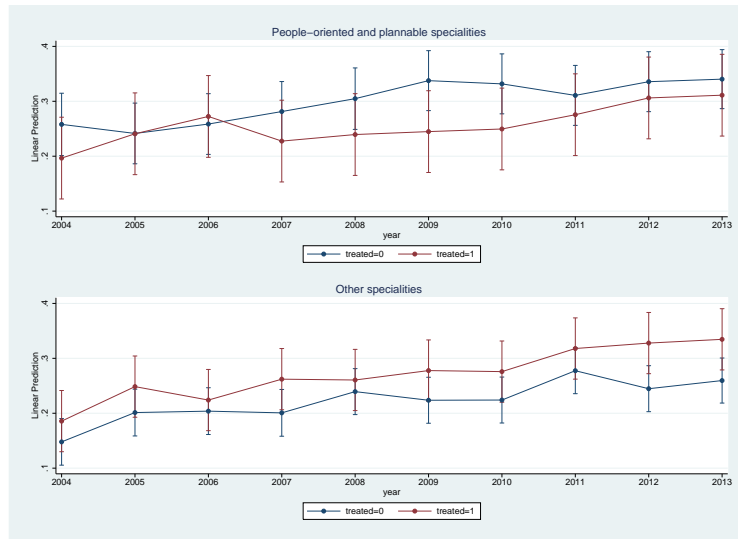 People−oriented and plannable specialities
.4
.3
.2
.1
Linear Prediction
2004 2005 2006 2007 2008 2009 2010 2011 2012 2013
year
treated=0 treated=1
Other specialities
.4
.3
.2
.1
Linear Prediction
2004 2005 2006 2007 2008 2009 2010 2011 2012 2013
year
treated=0 treated=1